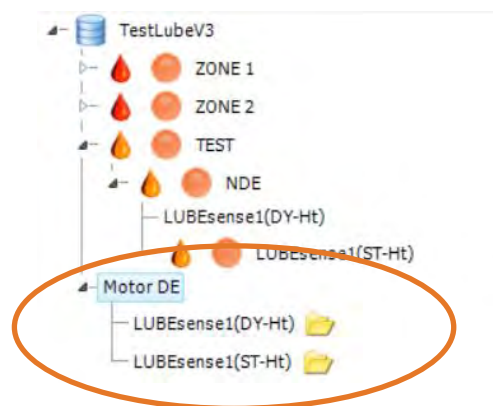 TestLubeV3
ZONE 1
ZONE 2
TEST
NDE
LUBEsense1(DY-Ht)
LUBEsense1(ST-Ht)
Motor DE
LUBEsense1(DY-Ht)
LUBEsense1(ST-Ht)